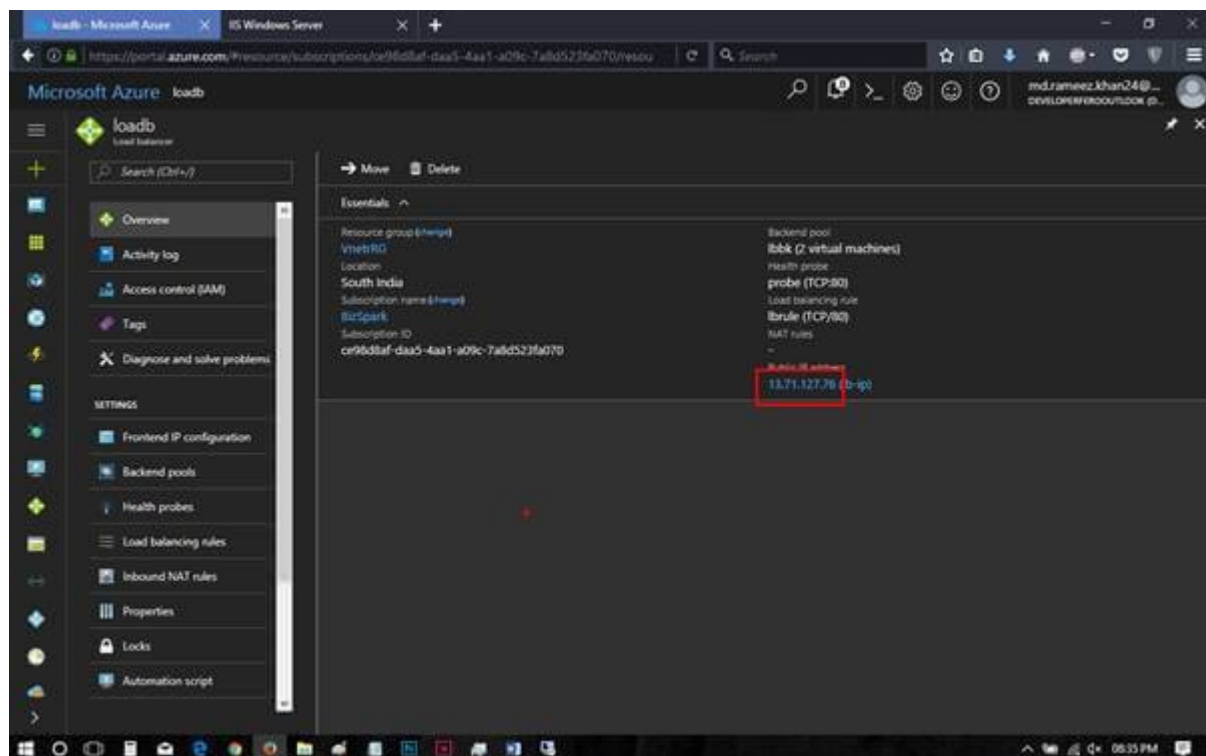 loadb - Microsoft Azure
IIS Windows Server
https://portal.azure.com/#resource/subscriptions/ce98d8af-daa5-4aa1-a09c-7a8d523fa070/resou
Search
Microsoft Azure loadb
md.rameez.khan24@...
loadb
Load balancer
Search (Ctrl+/)
Move Delete
Essentials
Overview
Activity log
Access control (IAM)
Tags
Diagnose and solve problems
SETTINGS
Frontend IP configuration
Backend pools
Health probes
Load balancing rules
Inbound NAT rules
Properties
Locks
Automation script
Resource group (change)
VnetRG
Location
South India
Subscription name (change)
BizSpark
Subscription ID
ce98d8af-daa5-4aa1-a09c-7a8d523fa070
Backend pool
lbbk (2 virtual machines)
Health probe
probe (TCP:80)
Load balancing rule
lbrule (TCP/80)
NAT rules
-
Public IP address
13.71.127.76 (lb-ip)
08:35 PM